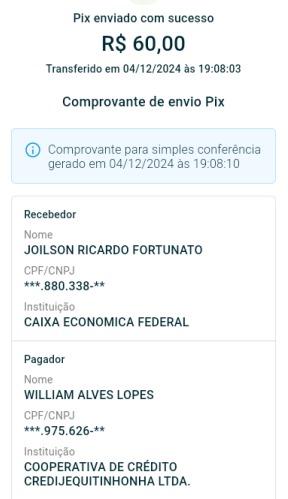 Pix enviado com sucesso
R$ 60,00
Transferido em 04/12/2024 às 19:08:03
Comprovante de envio Pix
Comprovante para simples conferência
gerado em 04/12/2024 às 19:08:10
Recebedor
Nome
JOILSON RICARDO FORTUNATO
CPF/CNPJ
***.880.338-**
Instituição
CAIXA ECONOMICA FEDERAL
Pagador
Nome
WILLIAM ALVES LOPES
CPF/CNPJ
***.975.626-**
Instituição
COOPERATIVA DE CRÉDITO
CREDIJEQUITINHONHA LTDA.